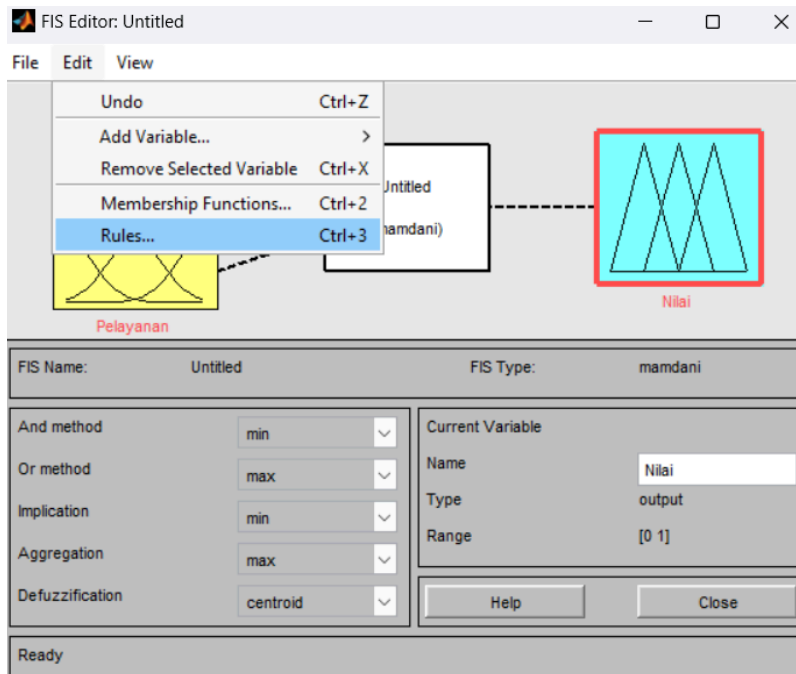 FIS Editor: Untitled
File Edit View
Undo Ctrl+Z
Add Variable... >
Remove Selected Variable Ctrl+X
Membership Functions... Ctrl+2
Rules... Ctrl+3
Untitled
(mamdani)
Pelayanan
Nilai
FIS Name: Untitled FIS Type: mamdani
And method min
Or method max
Implication min
Aggregation max
Defuzzification centroid
Current Variable
Name Nilai
Type output
Range [0 1]
Help Close
Ready